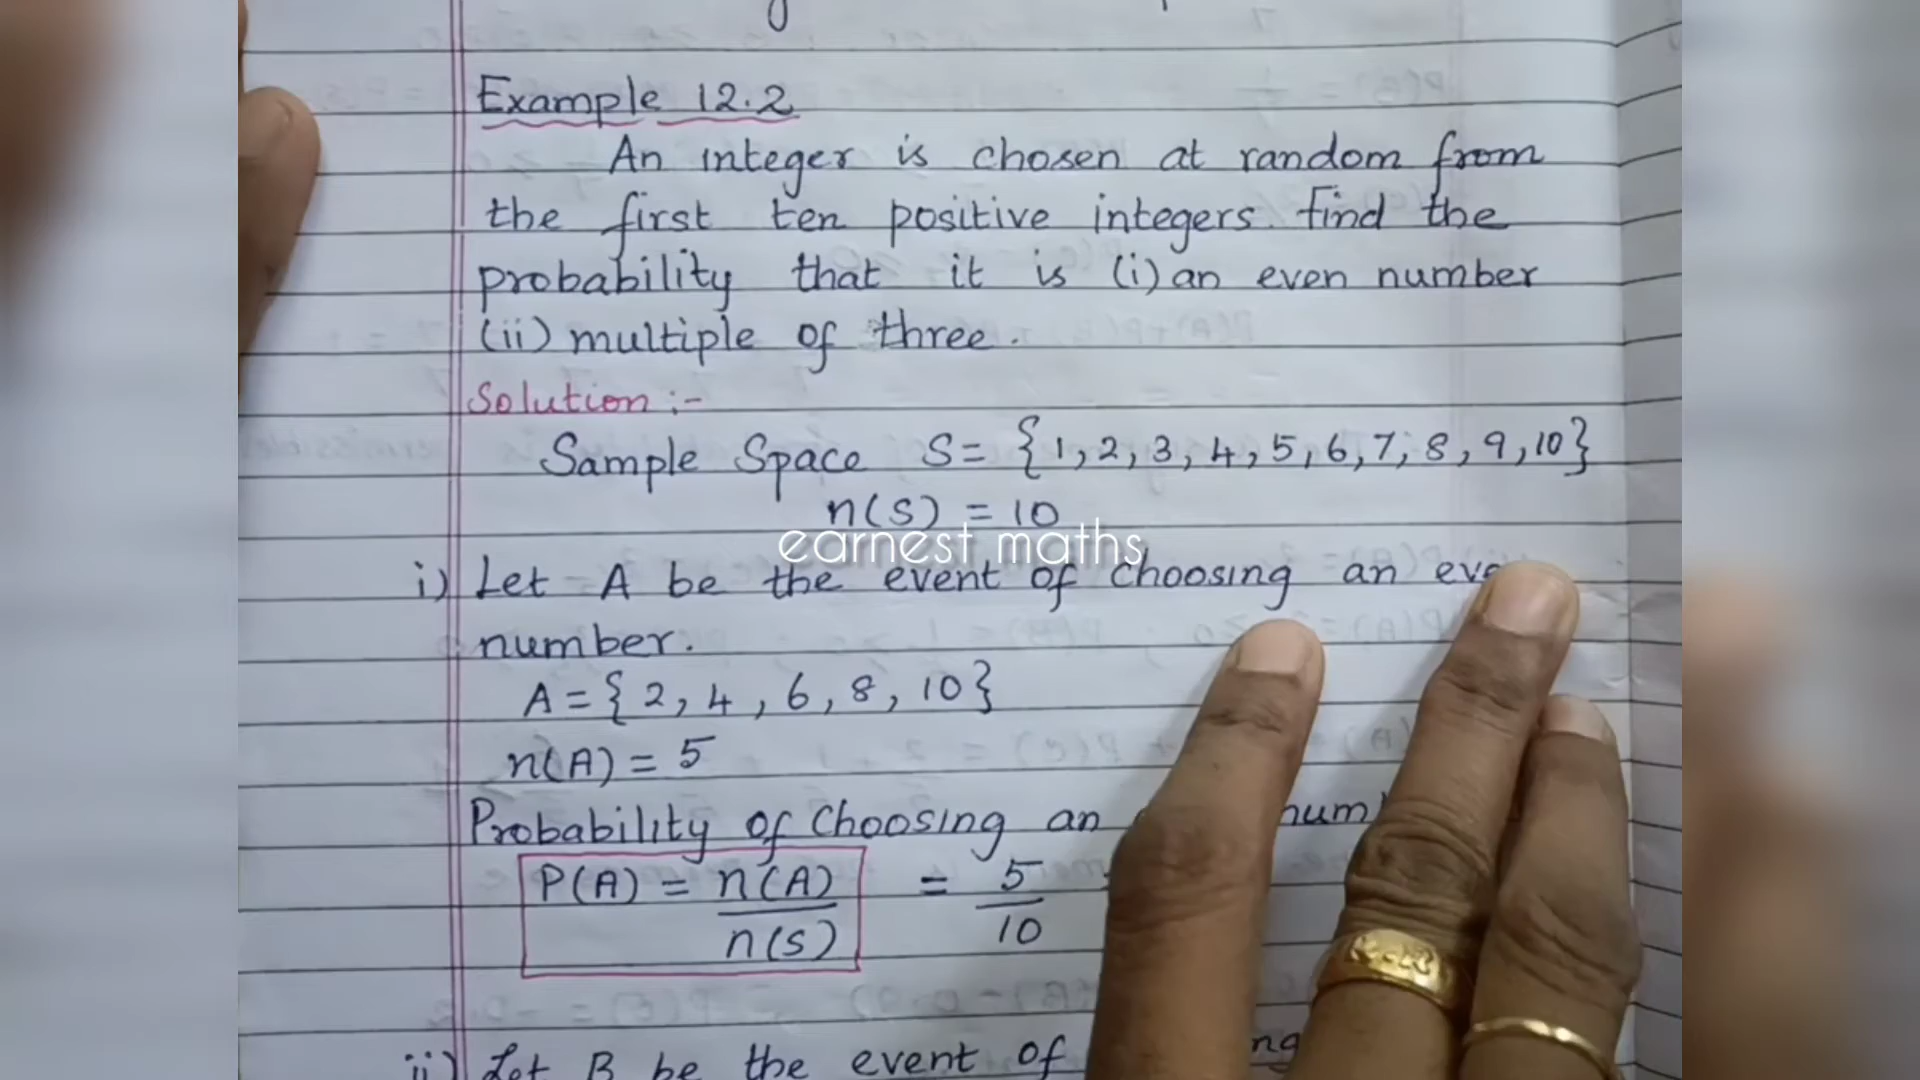 Example 12.2
An integer is chosen at random from
the first ten positive integers. Find the
probability that it is (i) an even number
(ii) multiple of three.
Solution :-
Sample Space S = {1, 2, 3, 4, 5, 6, 7, 8, 9, 10}
n(S) = 10
earnest maths
i) Let A be the event of choosing an
number.
A = {2, 4, 6, 8, 10}
n(A) = 5
Probability of Choosing an
P(A) = n(A) / n(S) = 5 / 10
ii) Let B be the event of